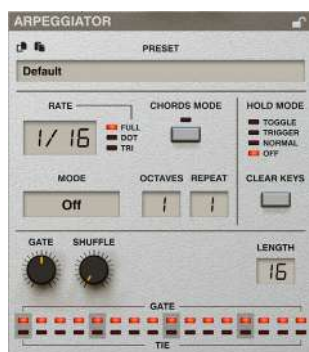 ARPEGGIATOR
PRESET
Default
RATE
1/16
FULL
DOT
TRI
CHORDS MODE
HOLD MODE
TOGGLE
TRIGGER
NORMAL
OFF
MODE
Off
OCTAVES
1
REPEAT
1
CLEAR KEYS
GATE
SHUFFLE
LENGTH
16
GATE
TIE